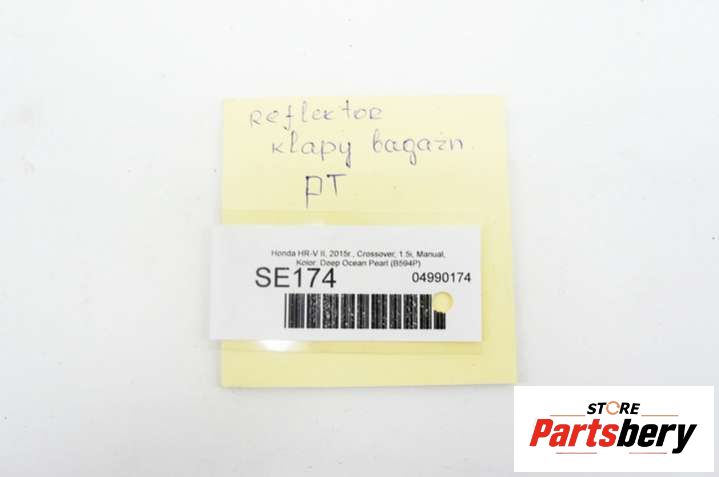 Reflektor
klapy bagażn.
PT
Honda HR-V II, 2015r., Crossover, 1.5i, Manual,
Kolor: Deep Ocean Pearl (B594P)
SE174 04990174
STORE
Partsbery